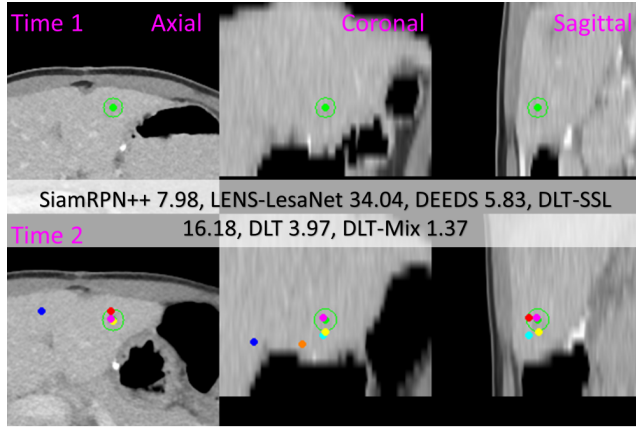 Time 1 Axial Coronal Sagittal
SiamRPN++ 7.98, LENS-LesaNet 34.04, DEEDS 5.83, DLT-SSL
16.18, DLT 3.97, DLT-Mix 1.37
Time 2